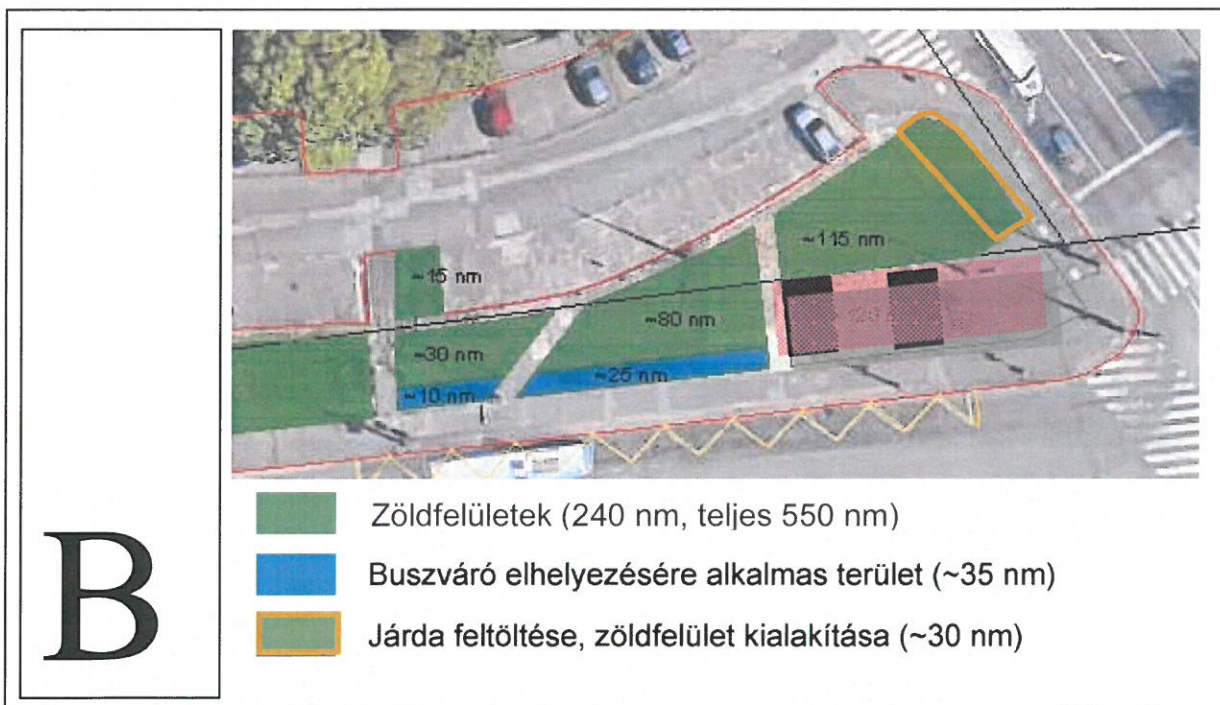 ~115 nm
~15 nm
~80 nm
~30 nm
~25 nm
~10 nm
B
Zöldfelületek (240 nm, teljes 550 nm)
Buszváró elhelyezésére alkalmas terület (~35 nm)
Járda feltöltése, zöldfelület kialakítása (~30 nm)